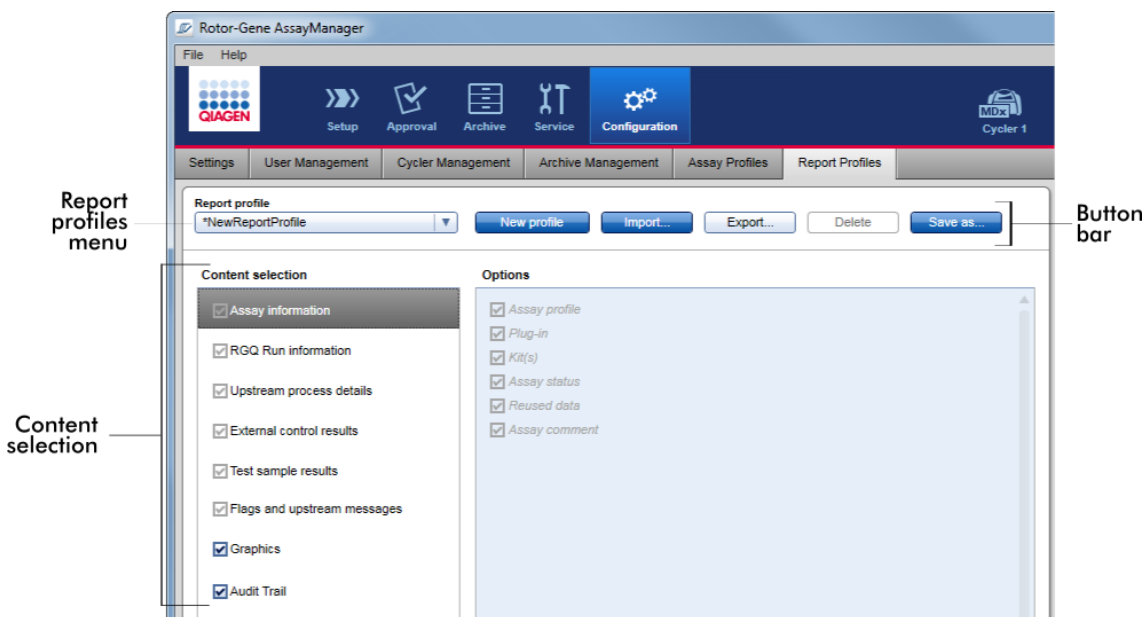 Rotor-Gene AssayManager
File Help
QIAGEN
Setup Approval Archive Service Configuration
MDx
Cycler 1
Settings User Management Cycler Management Archive Management Assay Profiles Report Profiles
Report profiles menu
Report profile
*NewReportProfile New profile Import... Export... Delete Save as...
Button bar
Content selection
Content selection Options
Assay information
RGQ Run information
Upstream process details
External control results
Test sample results
Flags and upstream messages
Graphics
Audit Trail
Assay profile
Plug-in
Kit(s)
Assay status
Reused data
Assay comment